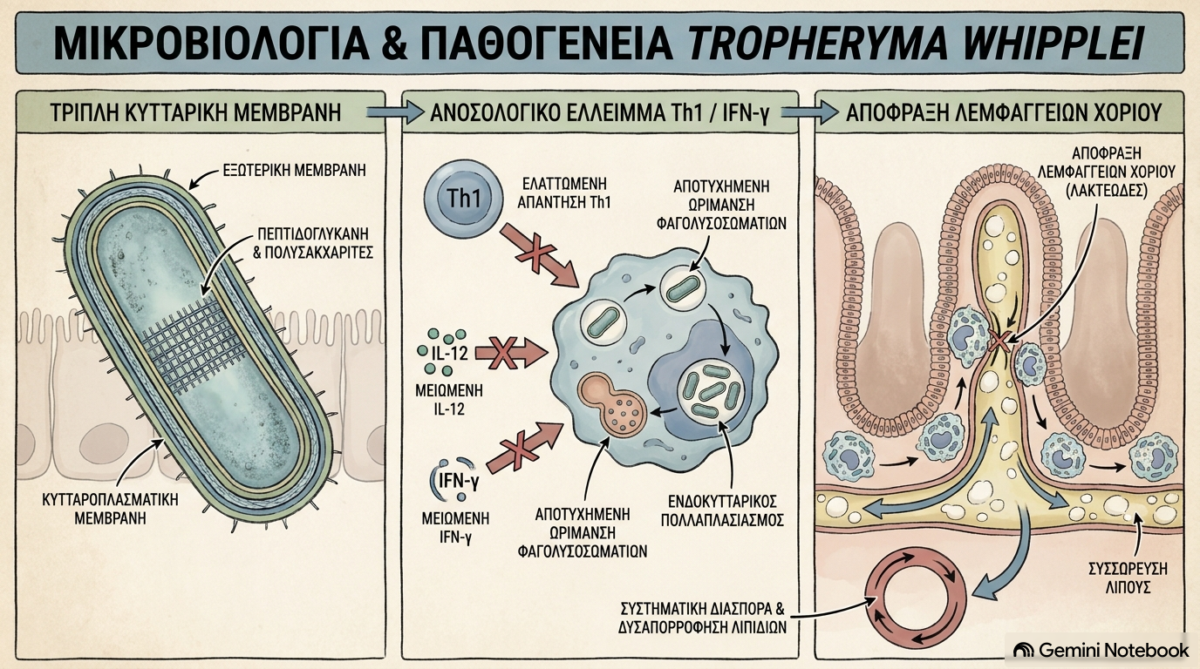 ΜΙΚΡΟΒΙΟΛΟΓΙΑ & ΠΑΘΟΓΕΝΕΙΑ TROPHERYMA WHIPPLEI
ΤΡΙΠΛΗ ΚΥΤΤΑΡΙΚΗ ΜΕΜΒΡΑΝΗ
ΕΞΩΤΕΡΙΚΗ ΜΕΜΒΡΑΝΗ
ΠΕΠΤΙΔΟΓΛΥΚΑΝΗ
& ΠΟΛΥΣΑΚΧΑΡΙΤΕΣ
ΚΥΤΤΑΡΟΠΛΑΣΜΑΤΙΚΗ
ΜΕΜΒΡΑΝΗ
ΑΝΟΣΟΛΟΓΙΚΟ ΕΛΛΕΙΜΜΑ Th1 / IFN-γ
Th1
ΕΛΑΤΤΩΜΕΝΗ
ΑΠΑΝΤΗΣΗ Th1
ΑΠΟΤΥΧΗΜΕΝΗ
ΩΡΙΜΑΝΣΗ
ΦΑΓΟΛΥΣΟΣΩΜΑΤΙΩΝ
IL-12
ΜΕΙΩΜΕΝΗ
IL-12
IFN-γ
ΜΕΙΩΜΕΝΗ
IFN-γ
ΑΠΟΤΥΧΗΜΕΝΗ
ΩΡΙΜΑΝΣΗ
ΦΑΓΟΛΥΣΟΣΩΜΑΤΙΩΝ
ΕΝΔΟΚΥΤΤΑΡΙΚΟΣ
ΠΟΛΛΑΠΛΑΣΙΑΣΜΟΣ
ΑΠΟΦΡΑΞΗ ΛΕΜΦΑΓΓΕΙΩΝ ΧΟΡΙΟΥ
ΑΠΟΦΡΑΞΗ
ΛΕΜΦΑΓΓΕΙΩΝ ΧΟΡΙΟΥ
(ΛΑΚΤΕΩΔΕΣ)
ΣΥΣΣΩΡΕΥΣΗ
ΛΙΠΟΥΣ
ΣΥΣΤΗΜΑΤΙΚΗ ΔΙΑΣΠΟΡΑ &
ΔΥΣΑΠΟΡΡΟΦΗΣΗ ΛΙΠΙΔΙΩΝ
Gemini Notebook